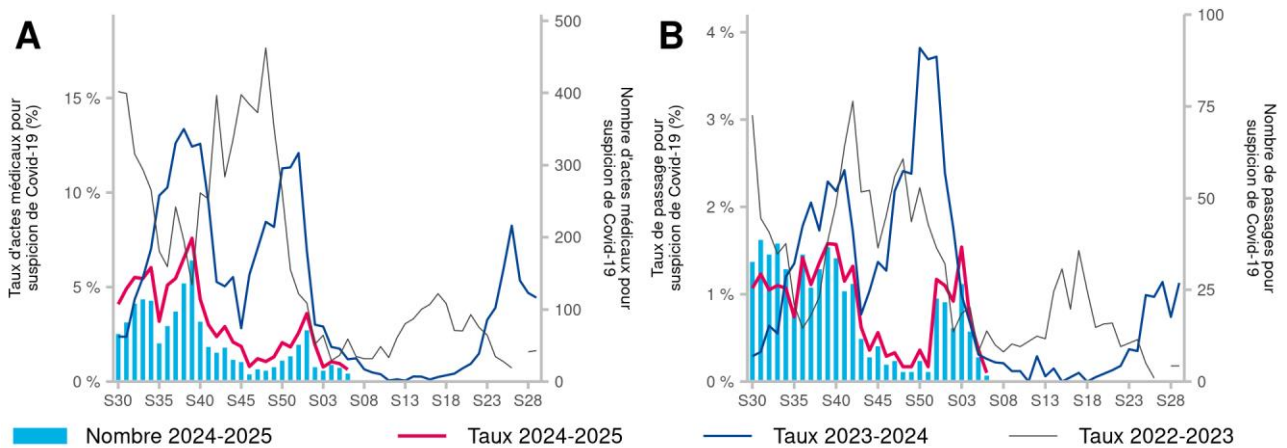 A
Taux d'actes médicaux pour
suspicion de Covid-19 (%)
15 %
10 %
5 %
0 %
500
400
300
200
100
0
Nombre d'actes médicaux pour
suspicion de Covid-19
S30 S35 S40 S45 S50 S03 S08 S13 S18 S23 S28
B
Taux de passage pour
suspicion de Covid-19 (%)
4 %
3 %
2 %
1 %
0 %
100
75
50
25
0
Nombre de passages pour
suspicion de Covid-19
S30 S35 S40 S45 S50 S03 S08 S13 S18 S23 S28
Nombre 2024-2025 Taux 2024-2025 Taux 2023-2024 Taux 2022-2023